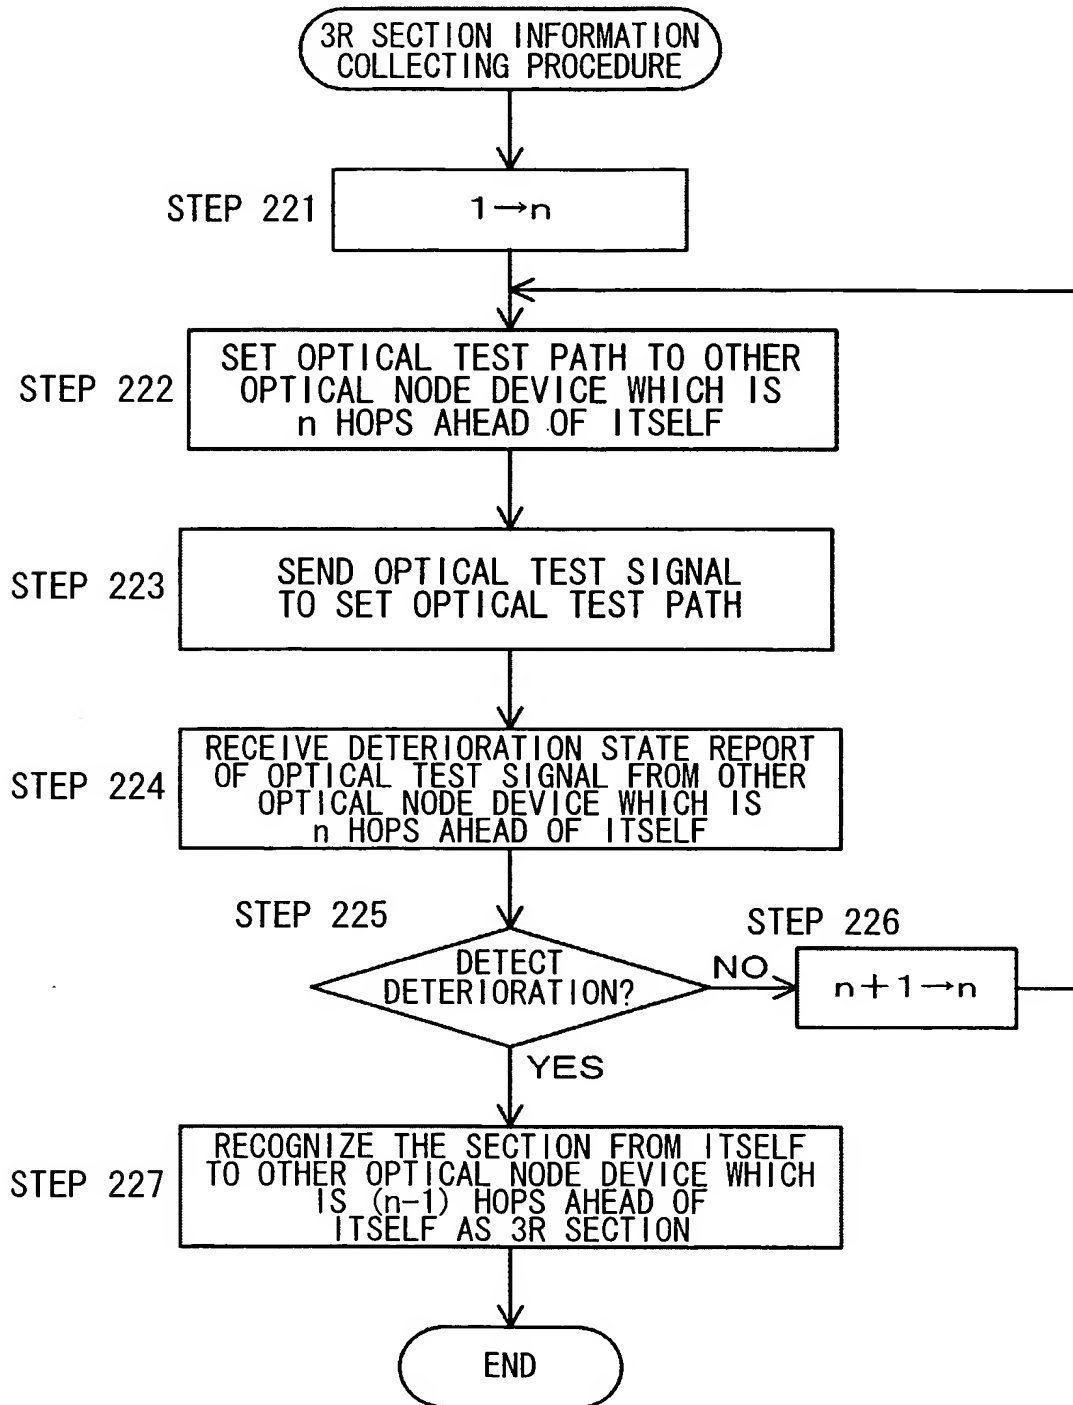 3R SECTION INFORMATION
COLLECTING PROCEDURE
STEP 221
1→n
STEP 222
SET OPTICAL TEST PATH TO OTHER
OPTICAL NODE DEVICE WHICH IS
n HOPS AHEAD OF ITSELF
STEP 223
SEND OPTICAL TEST SIGNAL
TO SET OPTICAL TEST PATH
STEP 224
RECEIVE DETERIORATION STATE REPORT
OF OPTICAL TEST SIGNAL FROM OTHER
OPTICAL NODE DEVICE WHICH IS
n HOPS AHEAD OF ITSELF
STEP 225
DETECT
DETERIORATION?
NO
STEP 226
n+1→n
YES
STEP 227
RECOGNIZE THE SECTION FROM ITSELF
TO OTHER OPTICAL NODE DEVICE WHICH
IS (n-1) HOPS AHEAD OF
ITSELF AS 3R SECTION
END